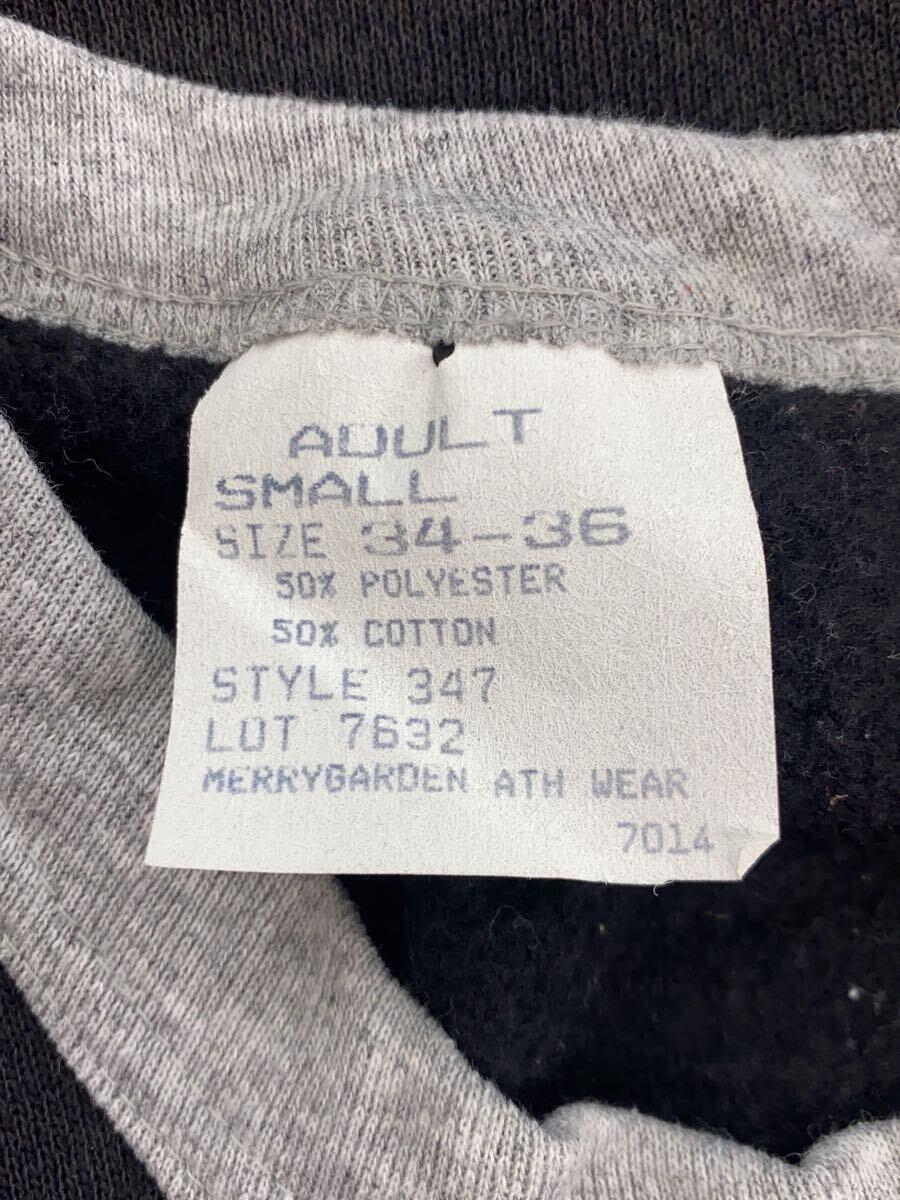 ADULT
SMALL
SIZE 34-36
50% POLYESTER
50% COTTON
STYLE 347
LOT 7632
MERRYGARDEN ATH WEAR
7014